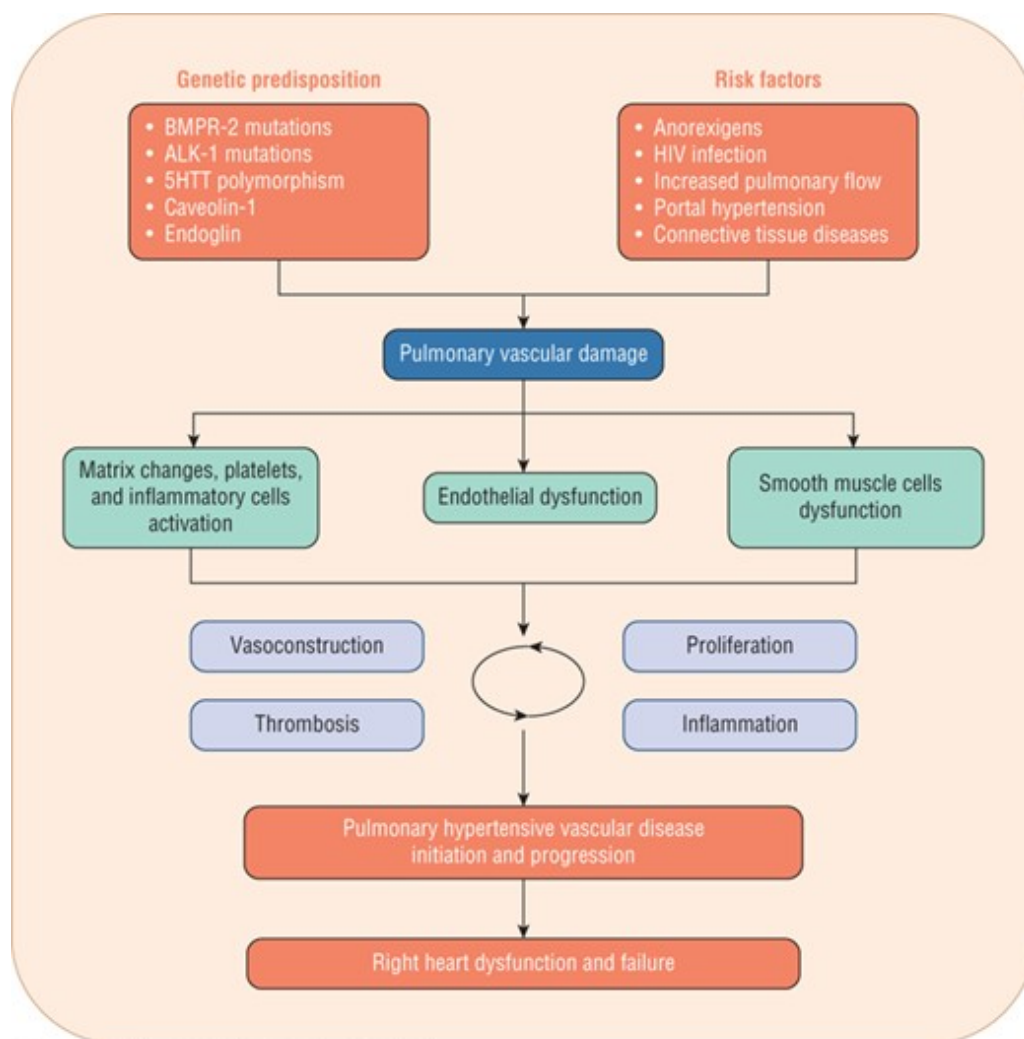 Genetic predisposition
• BMPR-2 mutations
• ALK-1 mutations
• 5HTT polymorphism
• Caveolin-1
• Endoglin
Risk factors
• Anorexigens
• HIV infection
• Increased pulmonary flow
• Portal hypertension
• Connective tissue diseases
Pulmonary vascular damage
Matrix changes, platelets,
and inflammatory cells
activation
Endothelial dysfunction
Smooth muscle cells
dysfunction
Vasoconstruction
Proliferation
Thrombosis
Inflammation
Pulmonary hypertensive vascular disease
initiation and progression
Right heart dysfunction and failure